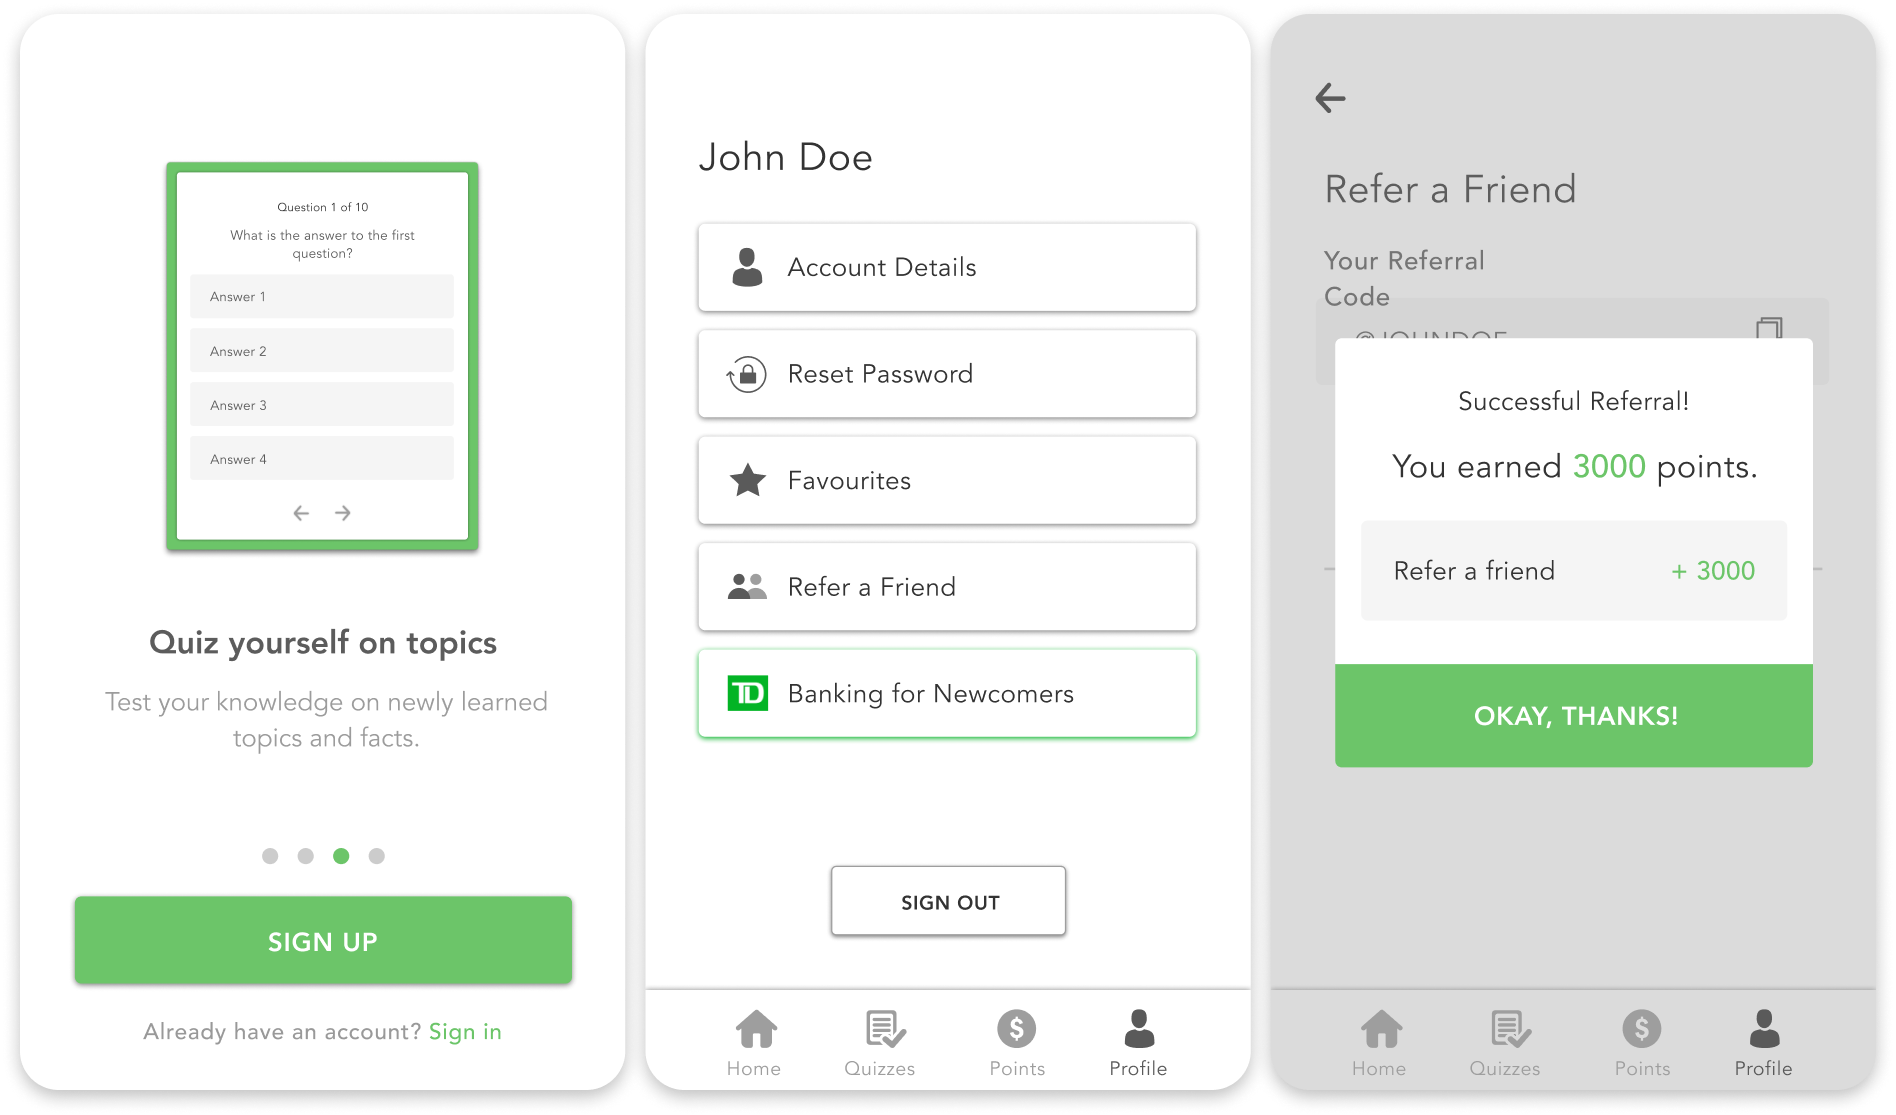 Question 1 of 10
What is the answer to the first
question?
Answer 1
Answer 2
Answer 3
Answer 4
Quiz yourself on topics
Test your knowledge on newly learned
topics and facts.
SIGN UP
Already have an account? Sign in
John Doe
Account Details
Reset Password
Favourites
Refer a Friend
TD Banking for Newcomers
SIGN OUT
Home Quizzes Points Profile
Refer a Friend
Your Referral
Code
@JOHNDOE
Successful Referral!
You earned 3000 points.
Refer a friend + 3000
OKAY, THANKS!
Home Quizzes Points Profile